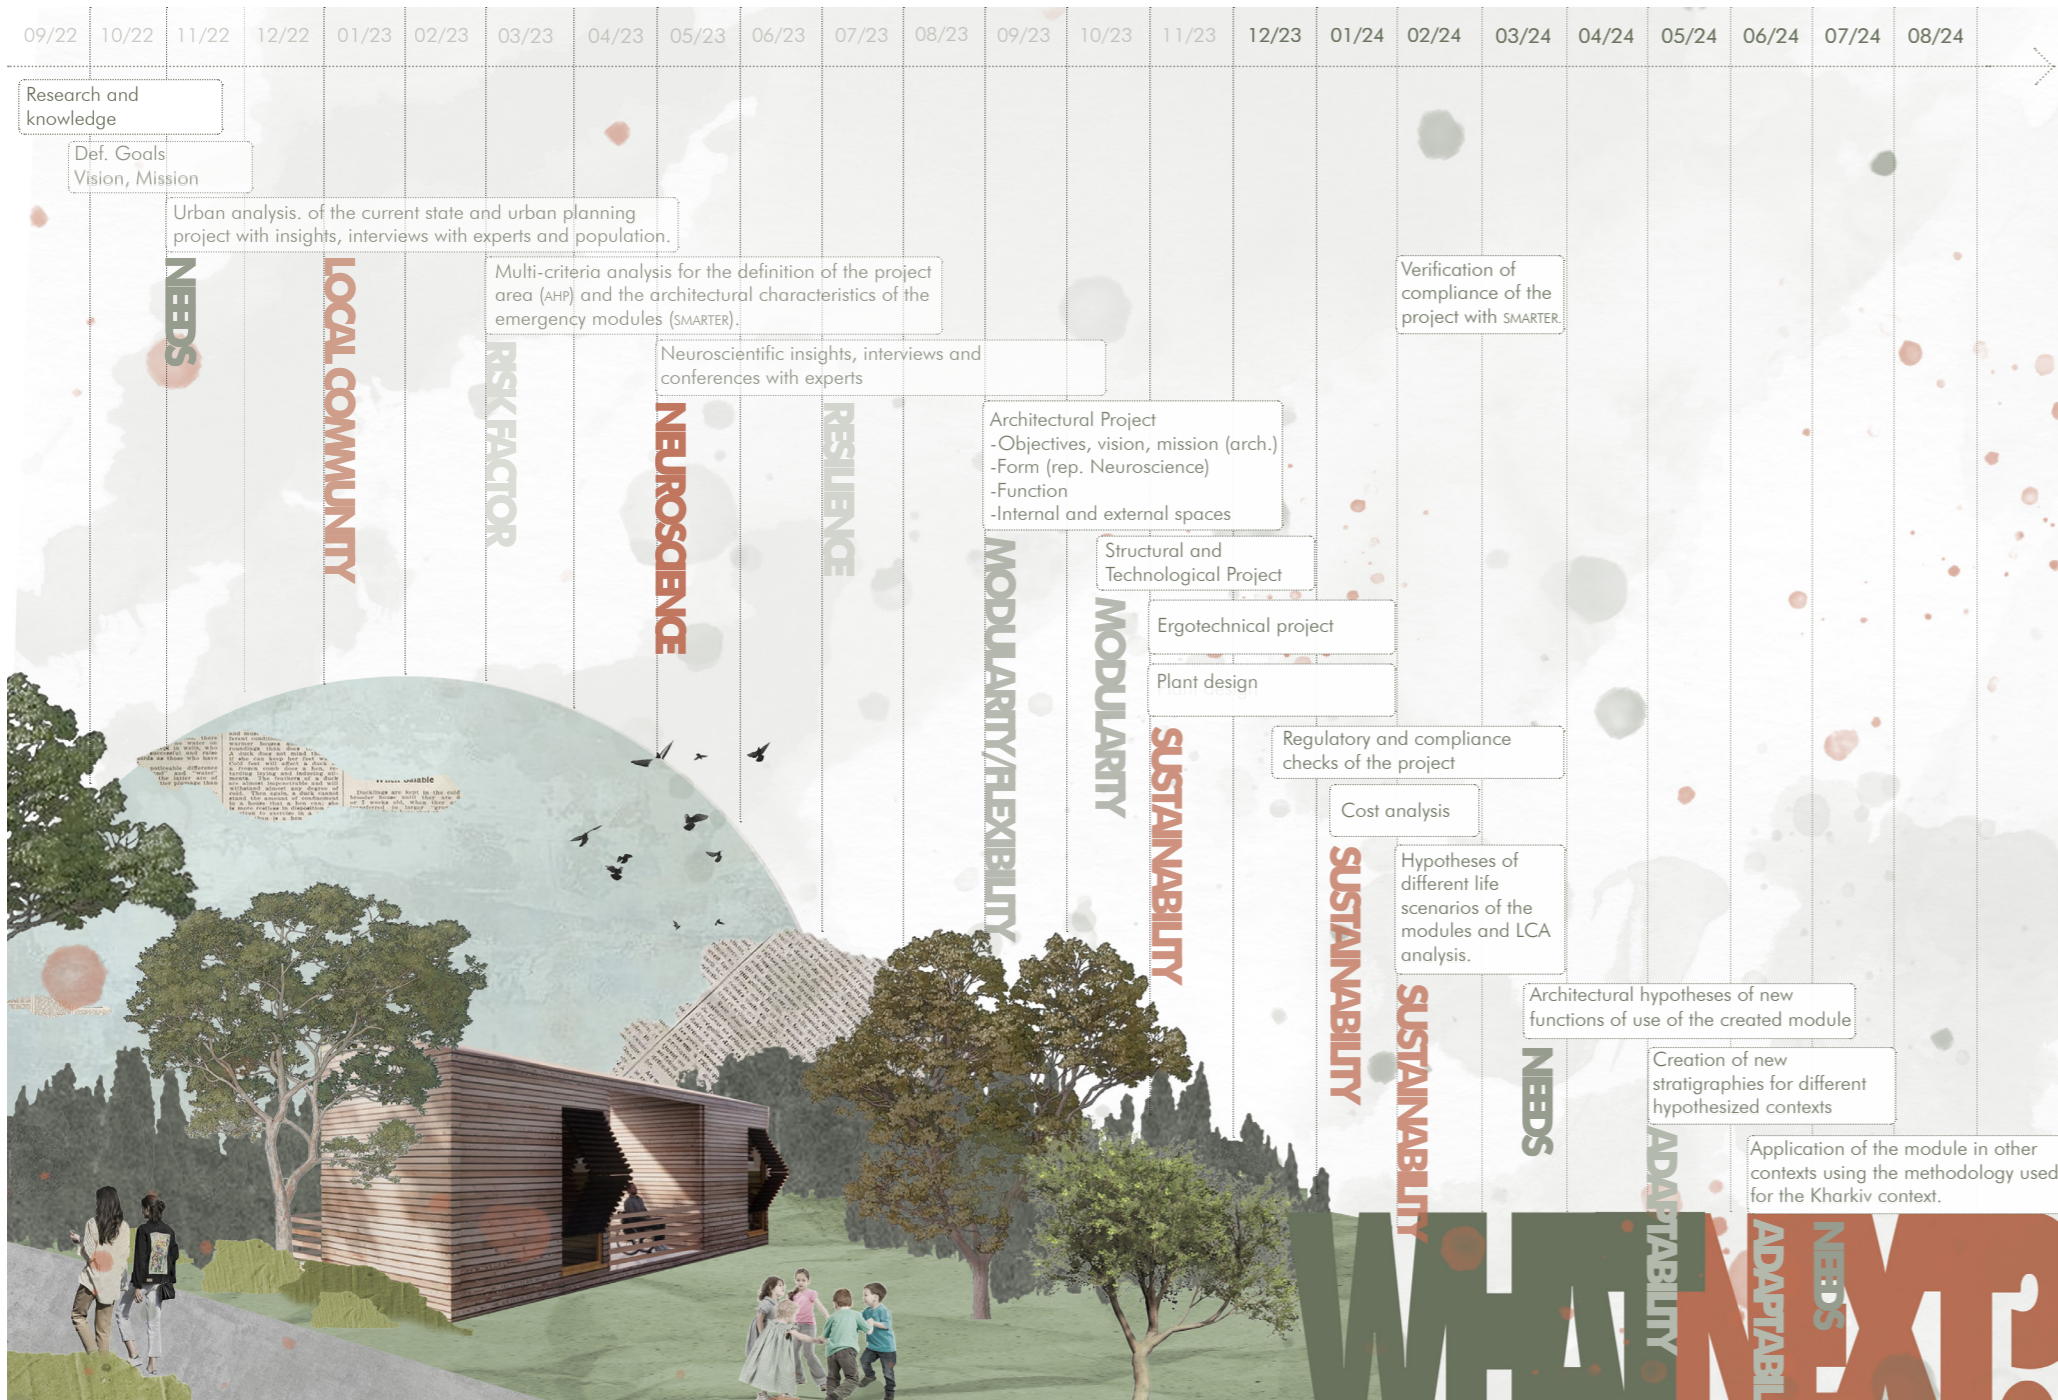 09/22 10/22 11/22 12/22 01/23 02/23 03/23 04/23 05/23 06/23 07/23 08/23 09/23 10/23 11/23 12/23 01/24 02/24 03/24 04/24 05/24 06/24 07/24 08/24
Research and
knowledge
Def. Goals
Vision, Mission
Urban analysis. of the current state and urban planning
project with insights, interviews with experts and population.
NEEDS
LOCAL COMMUNITY
Multi-criteria analysis for the definition of the project
area (AHP) and the architectural characteristics of the
emergency modules (SMARTER).
Verification of
compliance of the
project with SMARTER.
RISK FACTOR
Neuroscientific insights, interviews and
conferences with experts
NEUROSCIENCE
RESILIENCE
Architectural Project
-Objectives, vision, mission (arch.)
-Form (rep. Neuroscience)
-Function
-Internal and external spaces
MODULARITY/FLEXIBILITY
Structural and
Technological Project
MODULARITY
Ergotechnical project
Plant design
SUSTAINABILITY
Regulatory and compliance
checks of the project
Cost analysis
SUSTAINABILITY
Hypotheses of
different life
scenarios of the
modules and LCA
analysis.
SUSTAINABILITY
Architectural hypotheses of new
functions of use of the created module
NEEDS
Creation of new
stratigraphies for different
hypothesized contexts
ADAPTABILITY
Application of the module in other
contexts using the methodology used
for the Kharkiv context.
ADAPTABIL
NEEDS
WHAT NEXT?